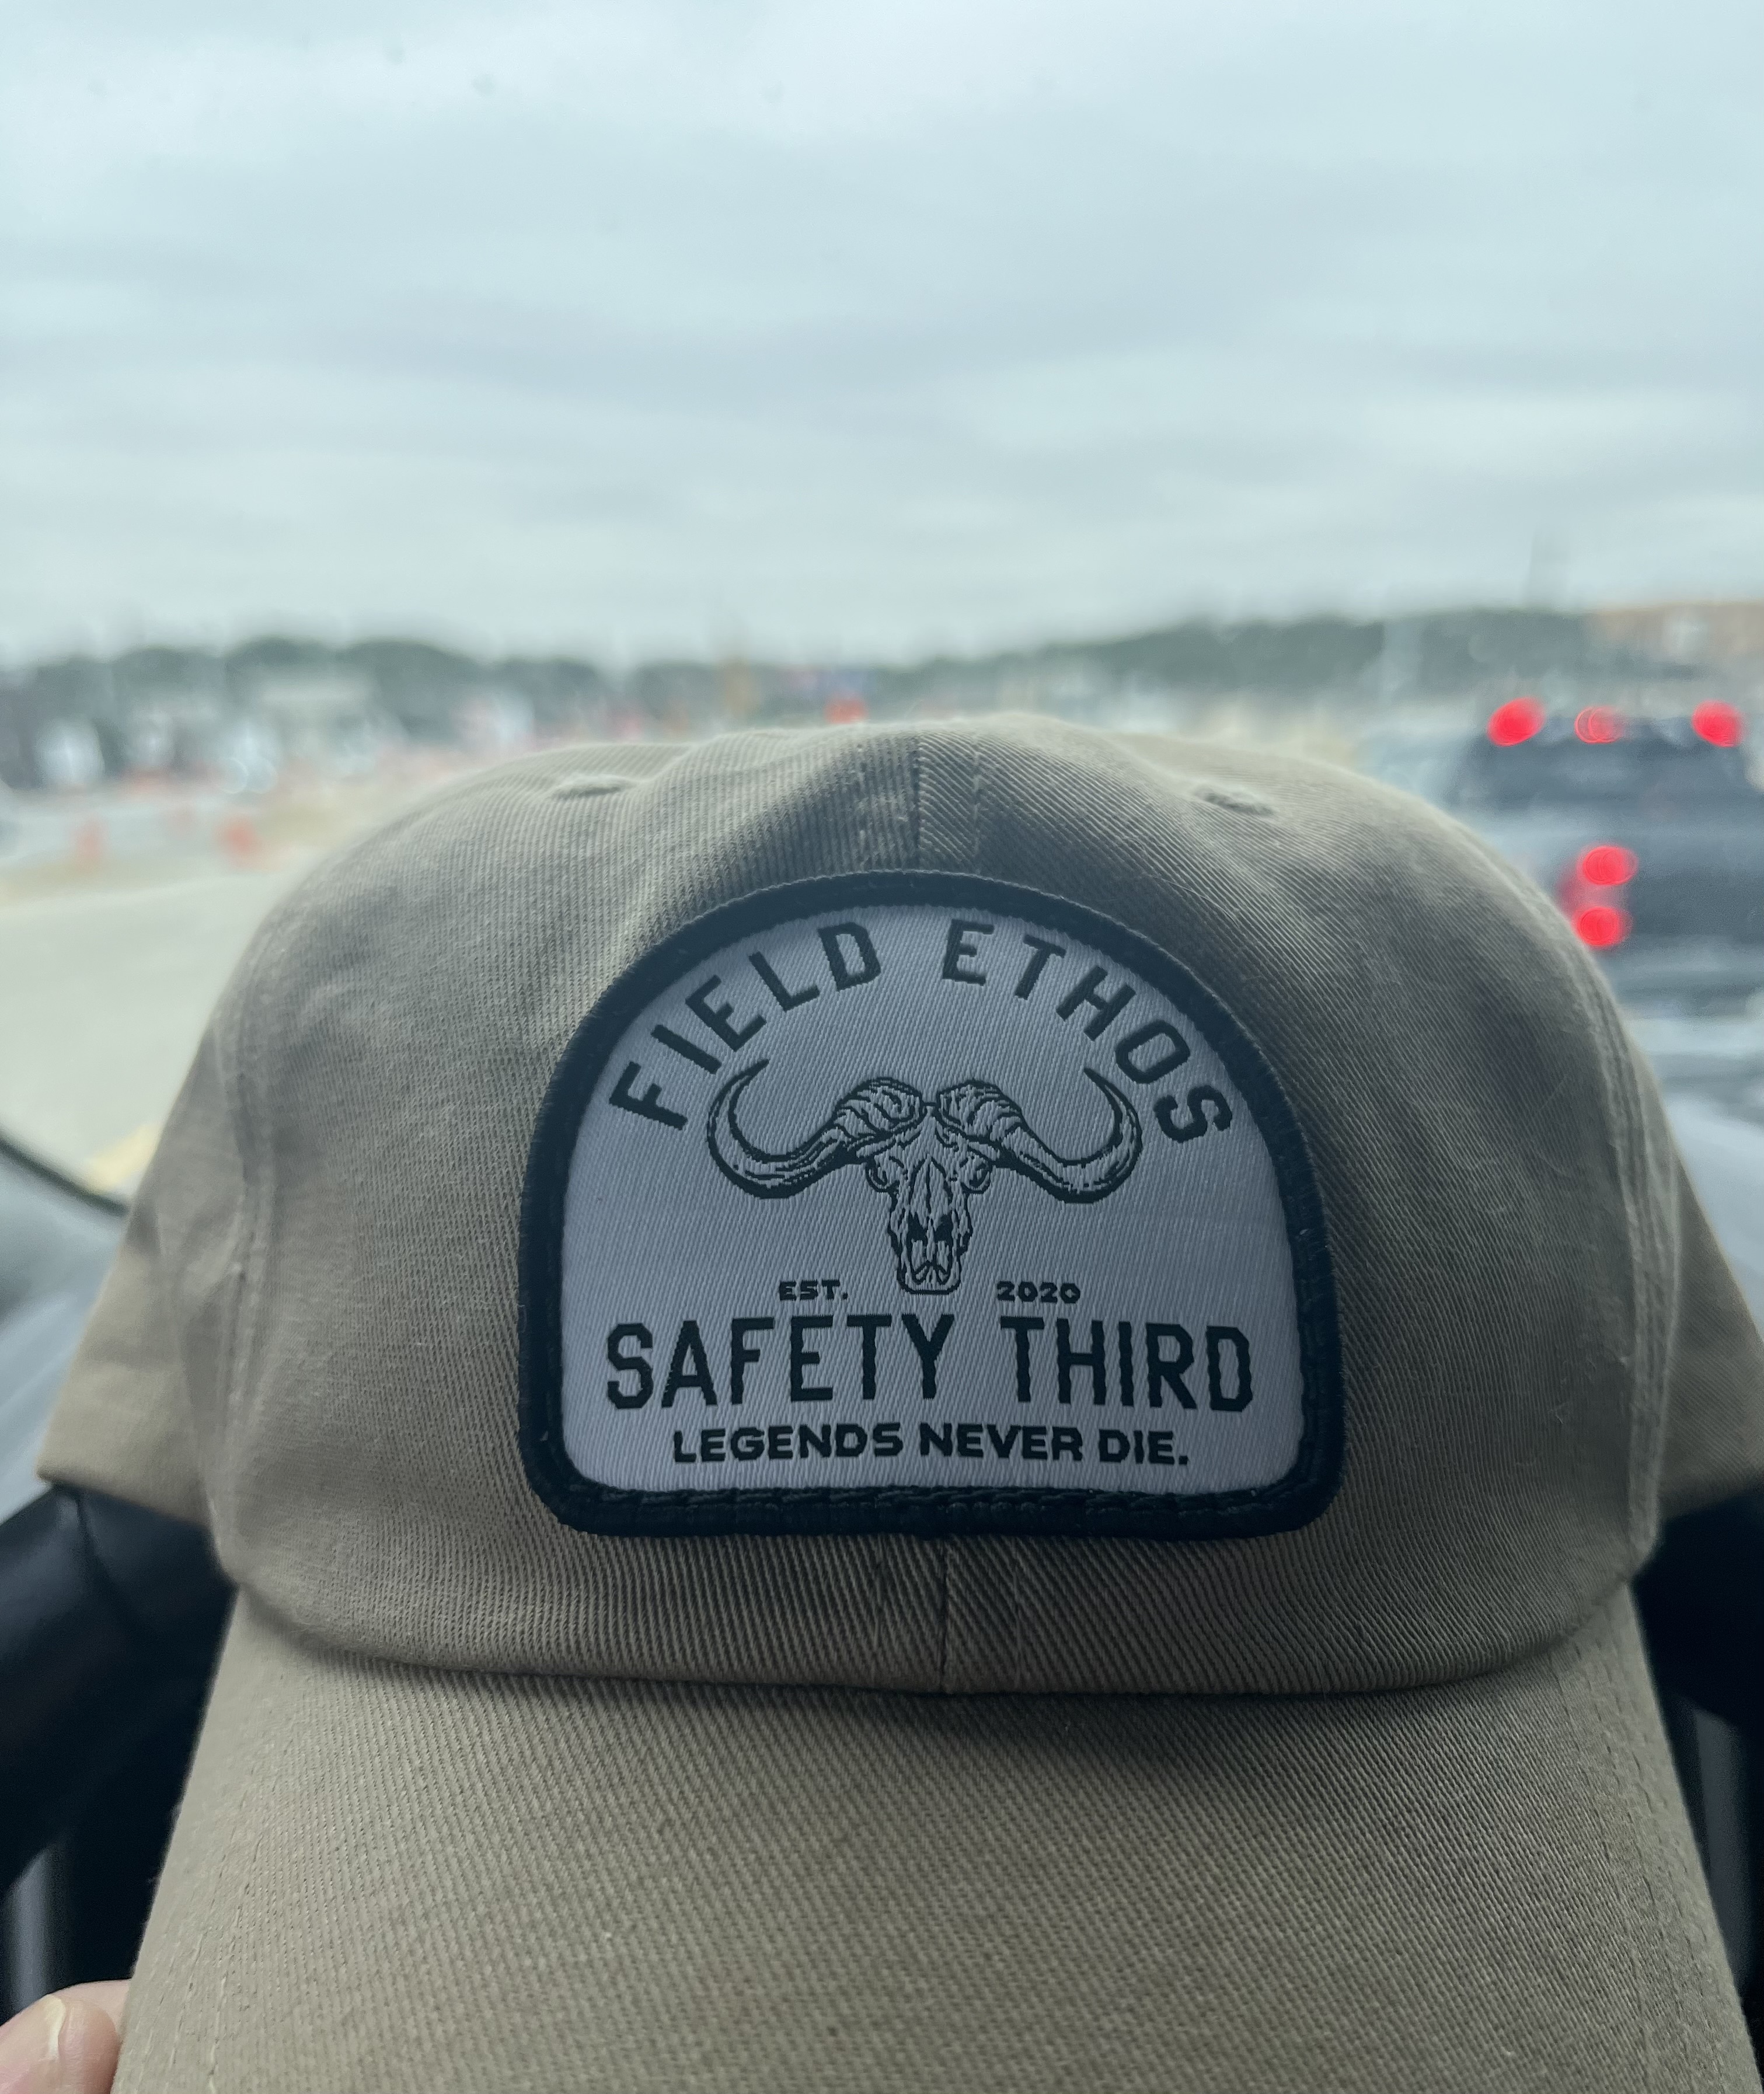 FIELD ETHOS
EST. 2020
SAFETY THIRD
LEGENDS NEVER DIE.